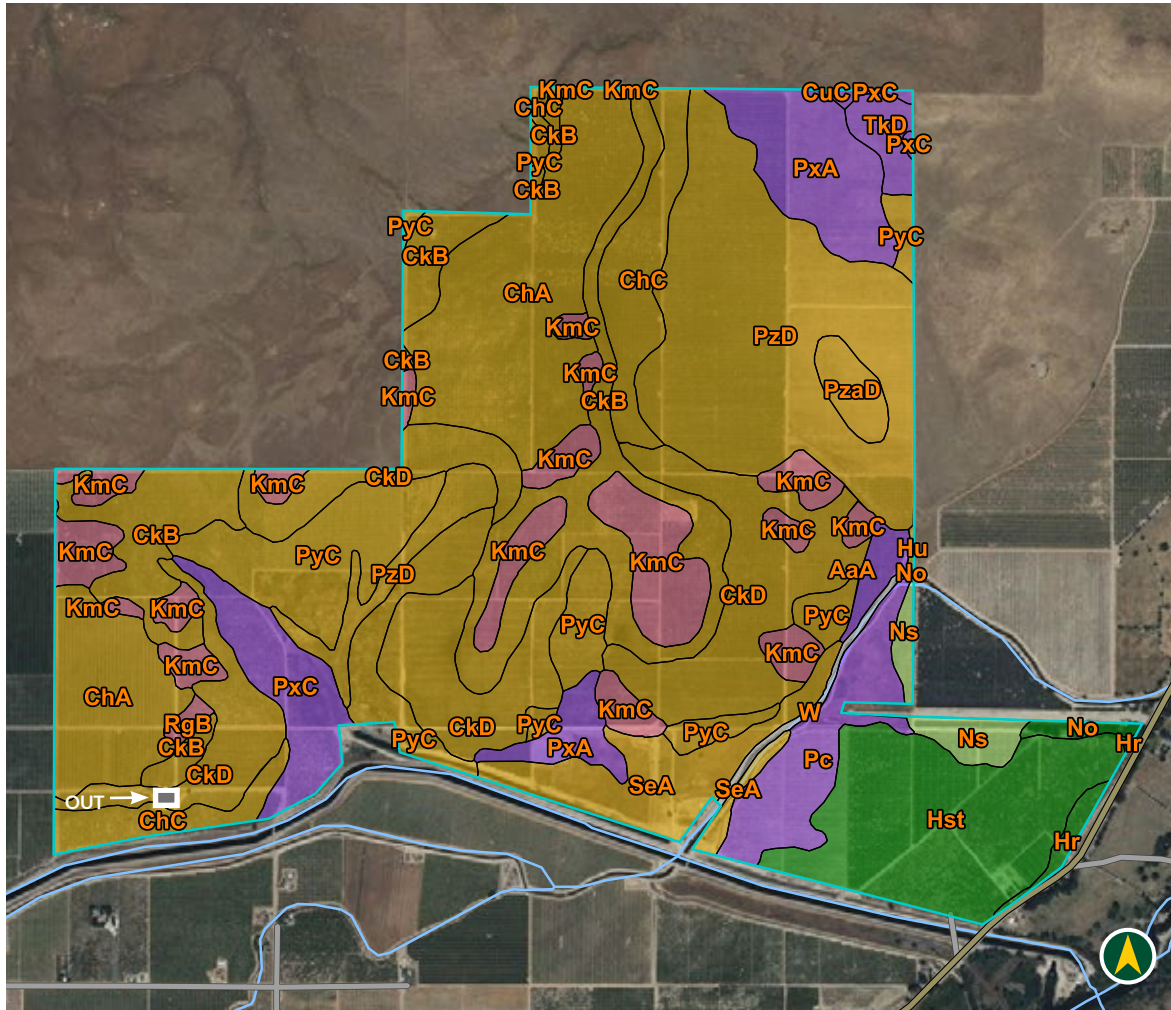 KmC KmC CuC PxC
ChC
TkD
CkB PxC
PyC PxA
CkB
PyC PyC
CkB
ChA ChC
KmC PzD
CkB KmC PzaD
KmC CkB
KmC
CkD KmC
KmC KmC
KmC KmC
CkB Hu
KmC PyC KmC KmC AaA No
PzD
CkD
KmC KmC PyC PyC Ns
KmC KmC
PxC
ChA KmC W
RgB CkD PyC PyC No
CkB PyC PxA Ns Hr
Pc
CkD SeA SeA
OUT
ChC Hst
Hr